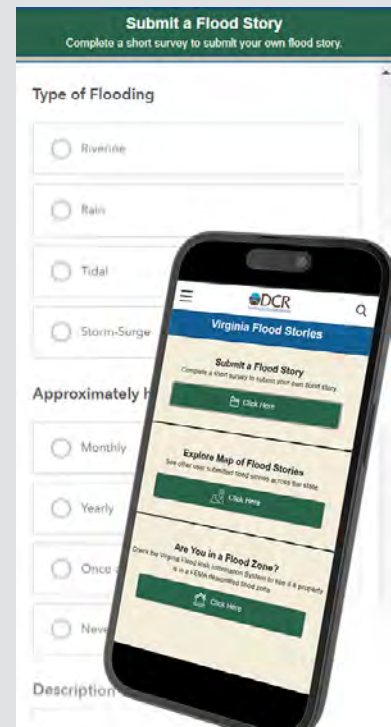 Submit a Flood Story
Complete a short survey to submit your own flood story.
Type of Flooding
Riverine
Rain
Tidal
Storm-Surge
Approximately h
Monthly
Yearly
Once
Neve
Description
DCR
Virginia Flood Stories
Submit a Flood Story
Complete a short survey to submit your own flood story
Click Here
Explore Map of Flood Stories
See other user submitted flood stories across the state
Click Here
Are You in a Flood Zone?
Check the Virginia Flood Risk Information System to see if a property
is in a FEMA designated flood zone
Click Here